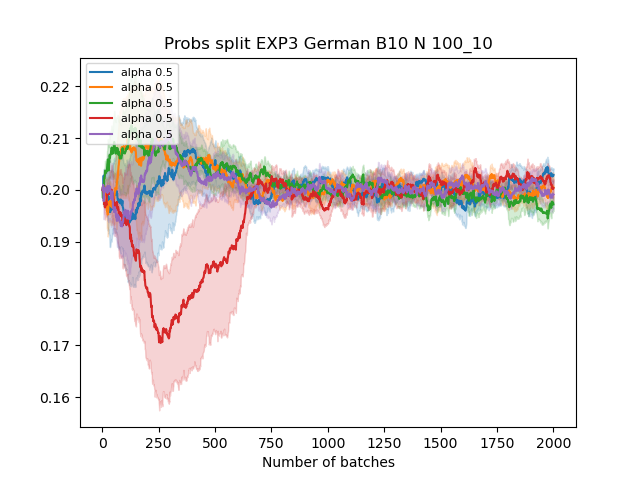 Probs split EXP3 German B10 N 100_10
alpha 0.5
alpha 0.5
alpha 0.5
alpha 0.5
alpha 0.5
0.22
0.21
0.20
0.19
0.18
0.17
0.16
0 250 500 750 1000 1250 1500 1750 2000
Number of batches